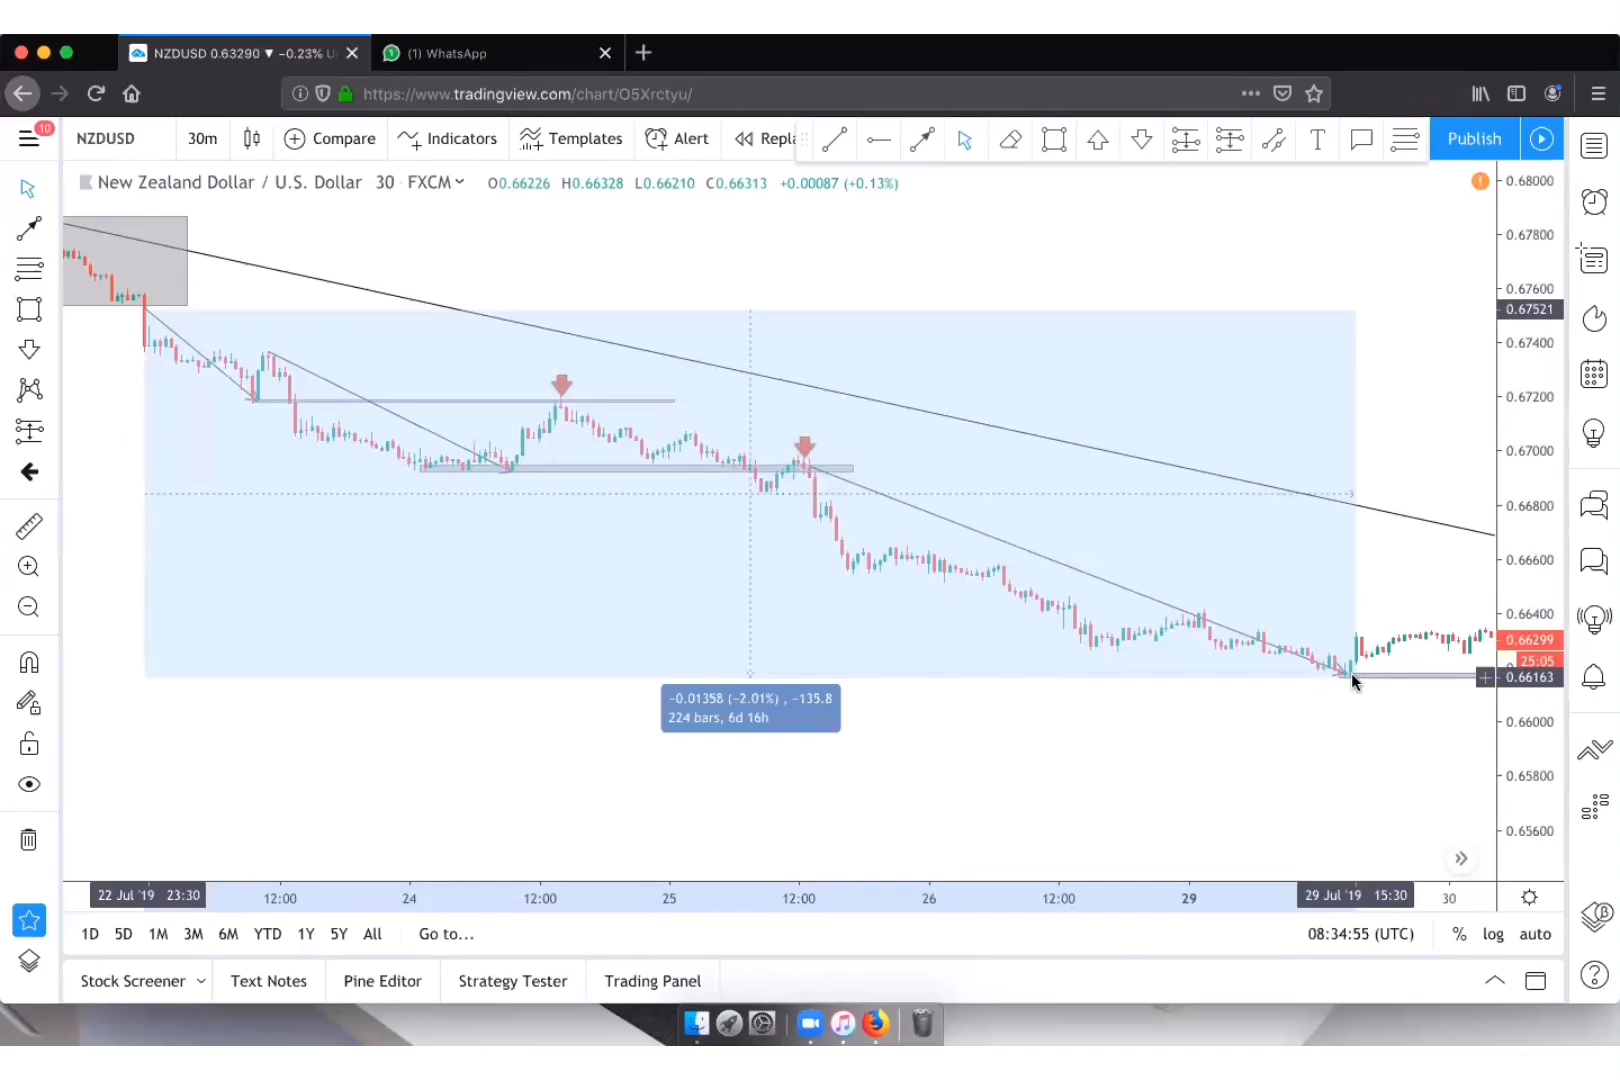 NZDUSD 0.63290 ▼ −0.23% U
(1) WhatsApp
https://www.tradingview.com/chart/O5Xrctyu/
10
NZDUSD 30m Compare Indicators Templates Alert Repla T Publish
New Zealand Dollar / U.S. Dollar 30 · FXCM O0.66226 H0.66328 L0.66210 C0.66313 +0.00087 (+0.13%)
0.68000
0.67800
0.67600
0.67521
0.67400
0.67200
0.67000
0.66800
0.66600
0.66400
0.66299
25:05
0.66163
0.66000
0.65800
0.65600
−0.01358 (−2.01%) , −135.8
224 bars, 6d 16h
22 Jul '19 23:30 12:00 24 12:00 25 12:00 26 12:00 29 29 Jul '19 15:30 30
1D 5D 1M 3M 6M YTD 1Y 5Y All Go to... 08:34:55 (UTC) % log auto
Stock Screener Text Notes Pine Editor Strategy Tester Trading Panel